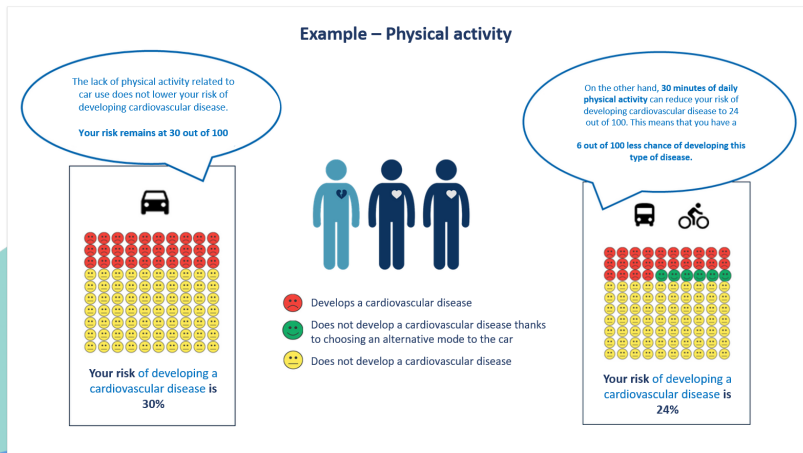 Example – Physical activity
The lack of physical activity related to
car use does not lower your risk of
developing cardiovascular disease.
Your risk remains at 30 out of 100
On the other hand, 30 minutes of daily
physical activity can reduce your risk of
developing cardiovascular disease to 24
out of 100. This means that you have a
6 out of 100 less chance of developing this
type of disease.
Develops a cardiovascular disease
Does not develop a cardiovascular disease thanks
to choosing an alternative mode to the car
Does not develop a cardiovascular disease
Your risk of developing a
cardiovascular disease is
30%
Your risk of developing a
cardiovascular disease is
24%